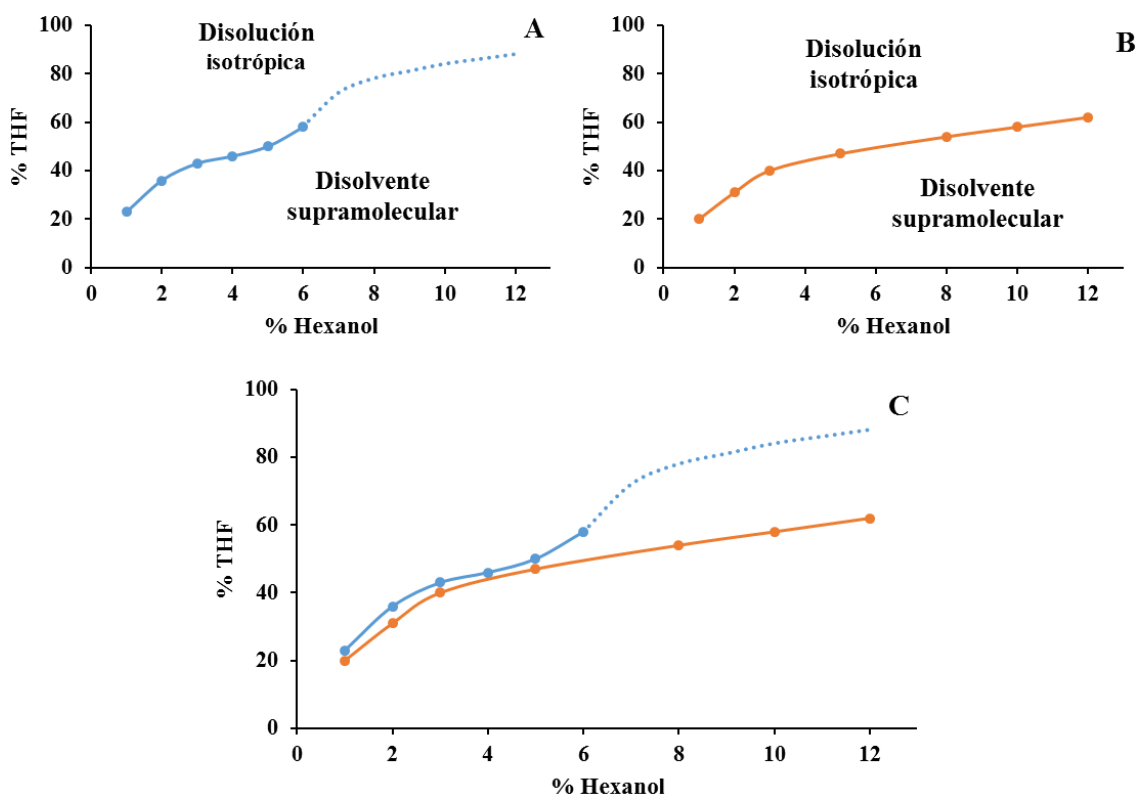 A
Disolución
isotrópica
Disolvente
supramolecular
% THF
100
80
60
40
20
0
0 2 4 6 8 10 12
% Hexanol
B
Disolución
isotrópica
Disolvente
supramolecular
% THF
100
80
60
40
20
0
0 2 4 6 8 10 12
% Hexanol
C
% THF
100
80
60
40
20
0
0 2 4 6 8 10 12
% Hexanol